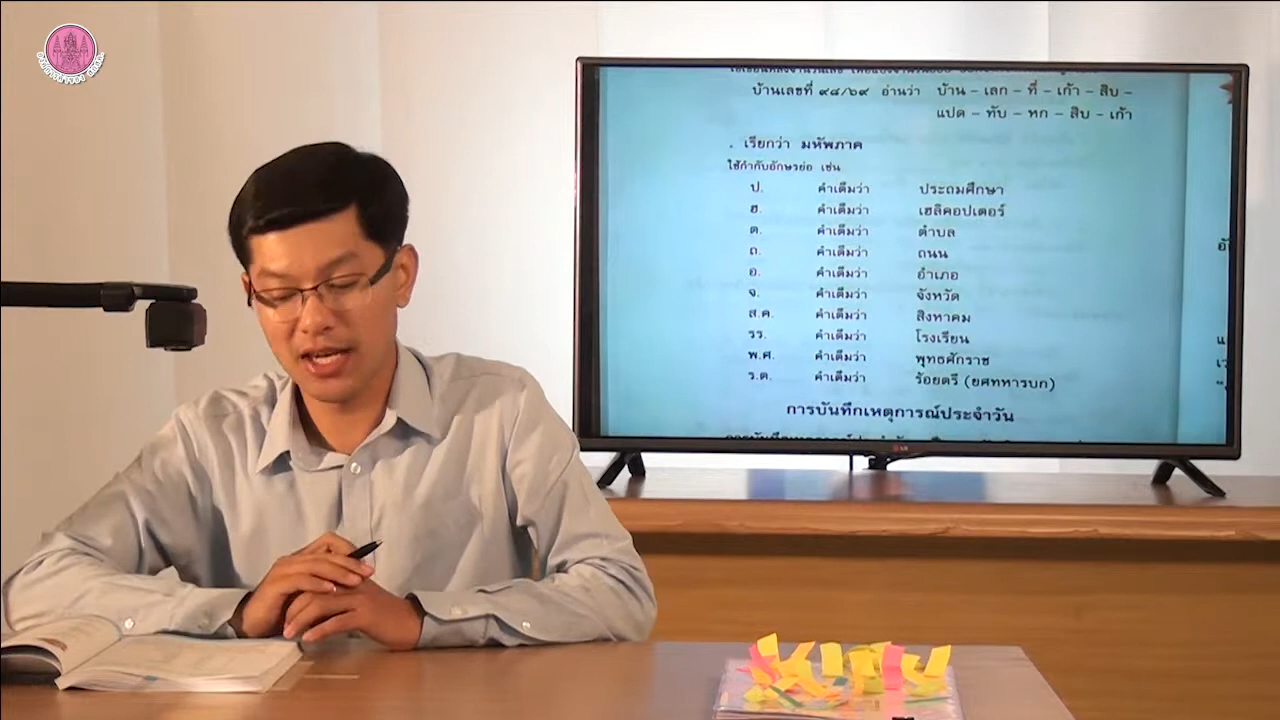 บ้านเลขที่ ๙๘/๖๙ อ่านว่า บ้าน – เลก – ที่ – เก้า – สิบ –
แปด – ทับ – หก – สิบ – เก้า
. เรียกว่า มหัพภาค
ใช้กำกับอักษรย่อ เช่น
ป. คำเต็มว่า ประถมศึกษา
ฮ. คำเต็มว่า เฮลิคอปเตอร์
ต. คำเต็มว่า ตำบล
ถ. คำเต็มว่า ถนน
อ. คำเต็มว่า อำเภอ
จ. คำเต็มว่า จังหวัด
ส.ค. คำเต็มว่า สิงหาคม
รร. คำเต็มว่า โรงเรียน
พ.ศ. คำเต็มว่า พุทธศักราช
ร.ต. คำเต็มว่า ร้อยตรี (ยศทหารบก)
การบันทึกเหตุการณ์ประจำวัน
LG